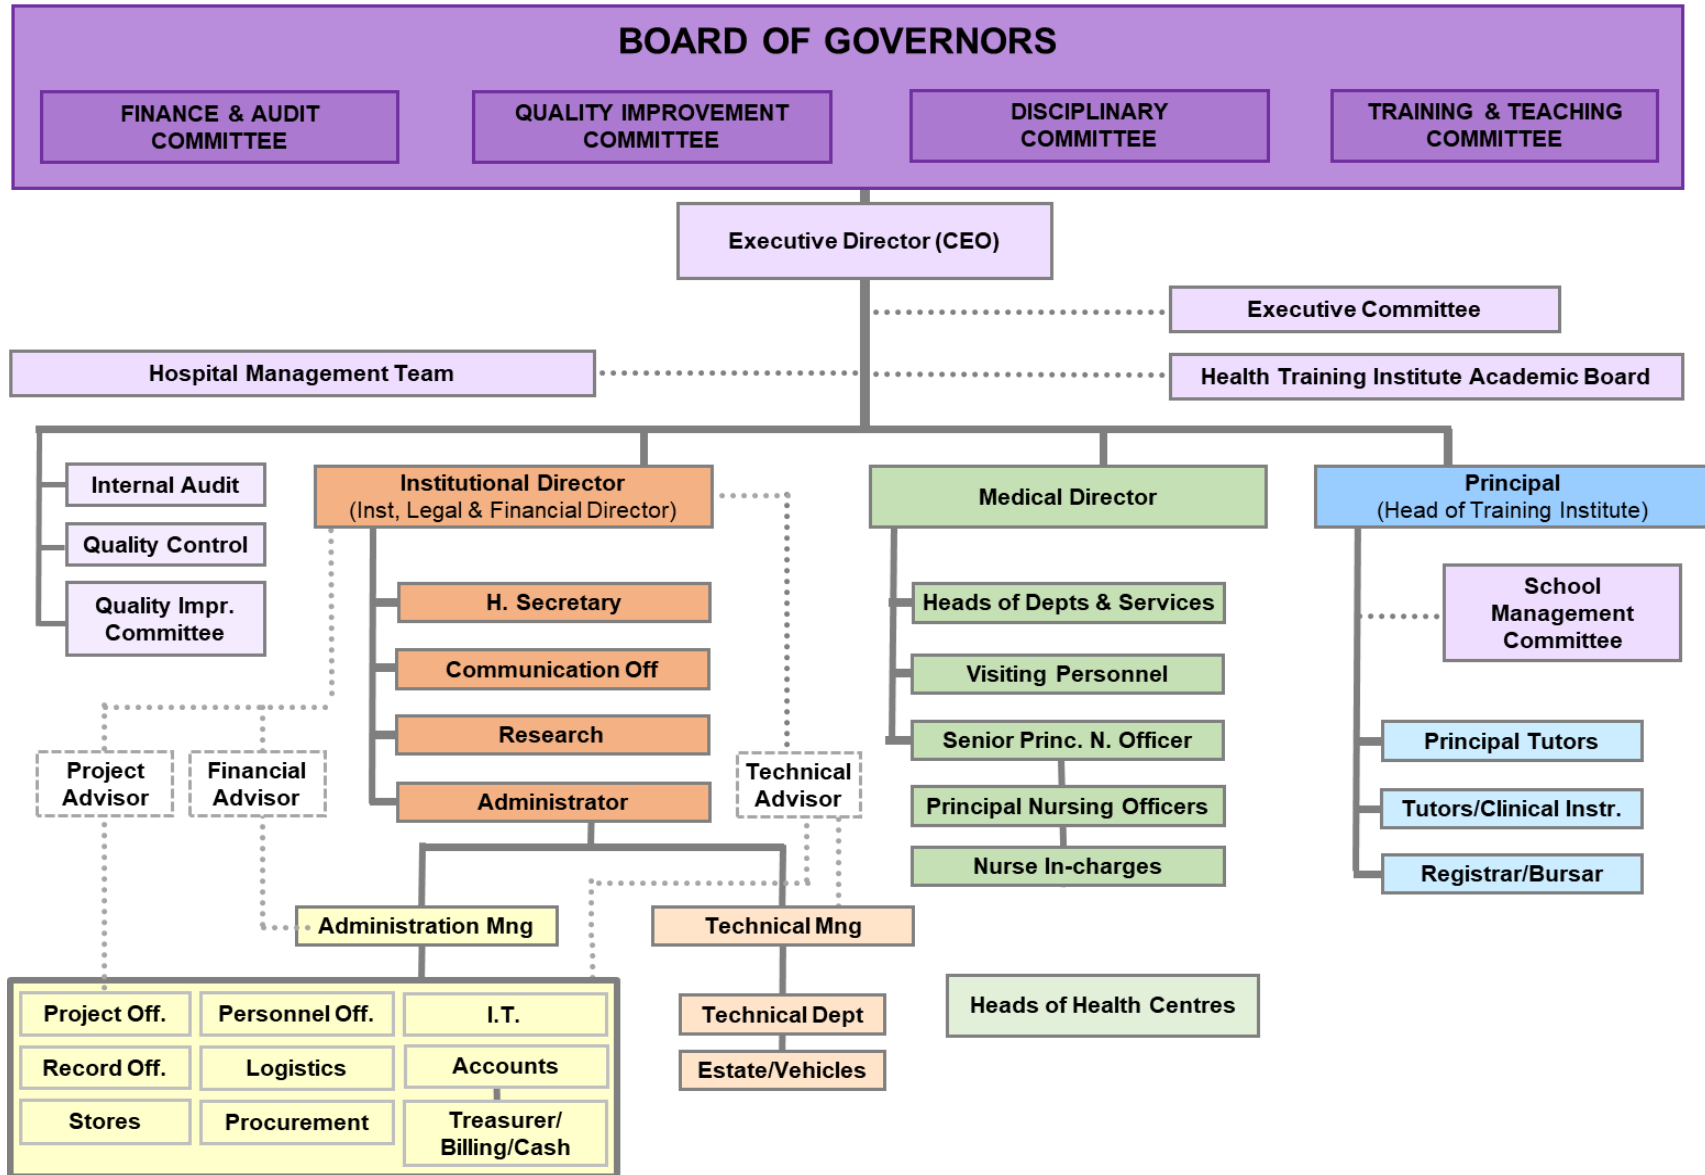 BOARD OF GOVERNORS
FINANCE & AUDIT
COMMITTEE
QUALITY IMPROVEMENT
COMMITTEE
DISCIPLINARY
COMMITTEE
TRAINING & TEACHING
COMMITTEE
Executive Director (CEO)
Executive Committee
Hospital Management Team
Health Training Institute Academic Board
Internal Audit
Quality Control
Quality Impr.
Committee
Institutional Director
(Inst, Legal & Financial Director)
H. Secretary
Communication Off
Research
Administrator
Medical Director
Heads of Depts & Services
Visiting Personnel
Senior Princ. N. Officer
Principal Nursing Officers
Nurse In-charges
Principal
(Head of Training Institute)
School
Management
Committee
Principal Tutors
Tutors/Clinical Instr.
Registrar/Bursar
Project
Advisor
Financial
Advisor
Technical
Advisor
Administration Mng
Technical Mng
Project Off.
Personnel Off.
I.T.
Record Off.
Logistics
Accounts
Stores
Procurement
Treasurer/
Billing/Cash
Technical Dept
Estate/Vehicles
Heads of Health Centres